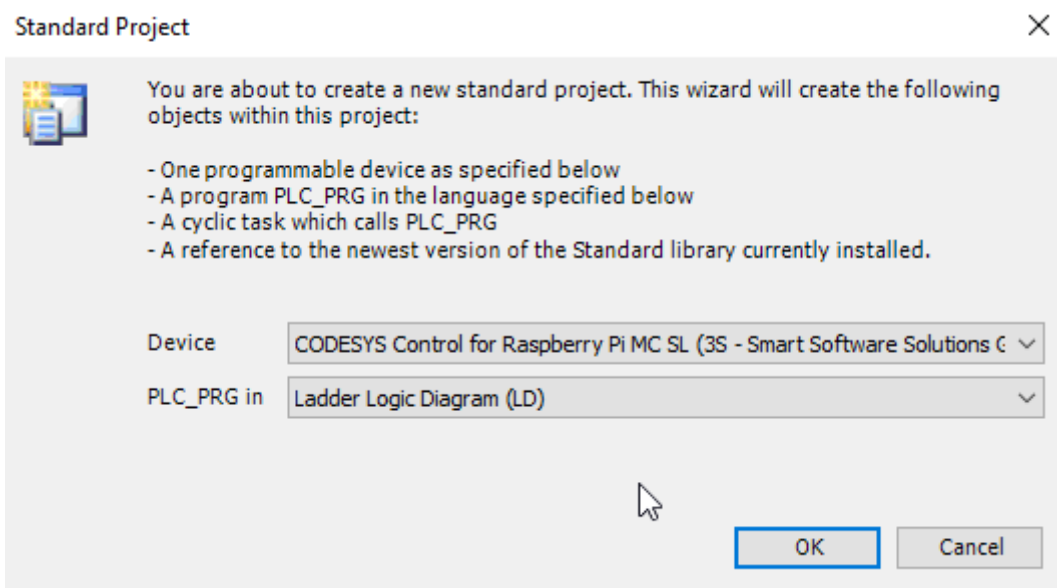 Standard Project
You are about to create a new standard project. This wizard will create the following
objects within this project:
- One programmable device as specified below
- A program PLC_PRG in the language specified below
- A cyclic task which calls PLC_PRG
- A reference to the newest version of the Standard library currently installed.
Device
CODESYS Control for Raspberry Pi MC SL (3S - Smart Software Solutions G
PLC_PRG in
Ladder Logic Diagram (LD)
OK
Cancel